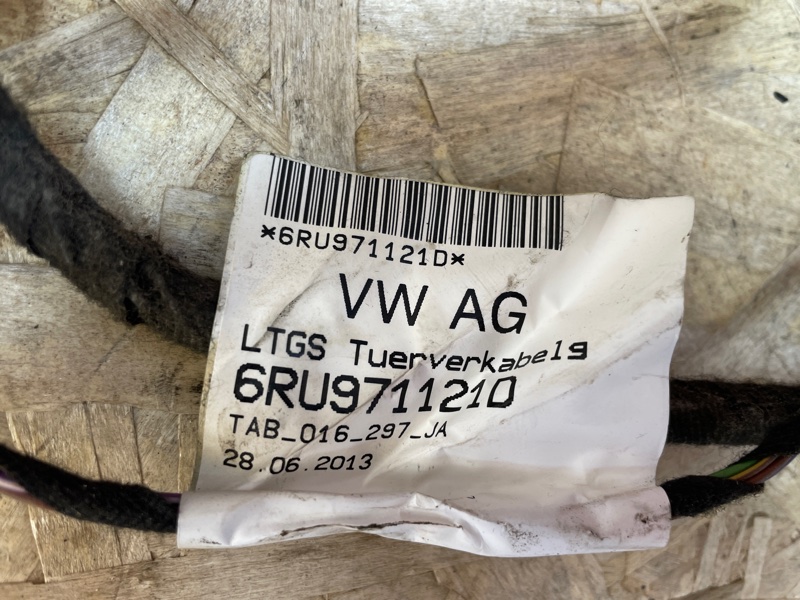 *6RU971121D*
VW AG
LTGS Tuerverkabelg
6RU971121D
TAB_016_297_JA
28.06.2013